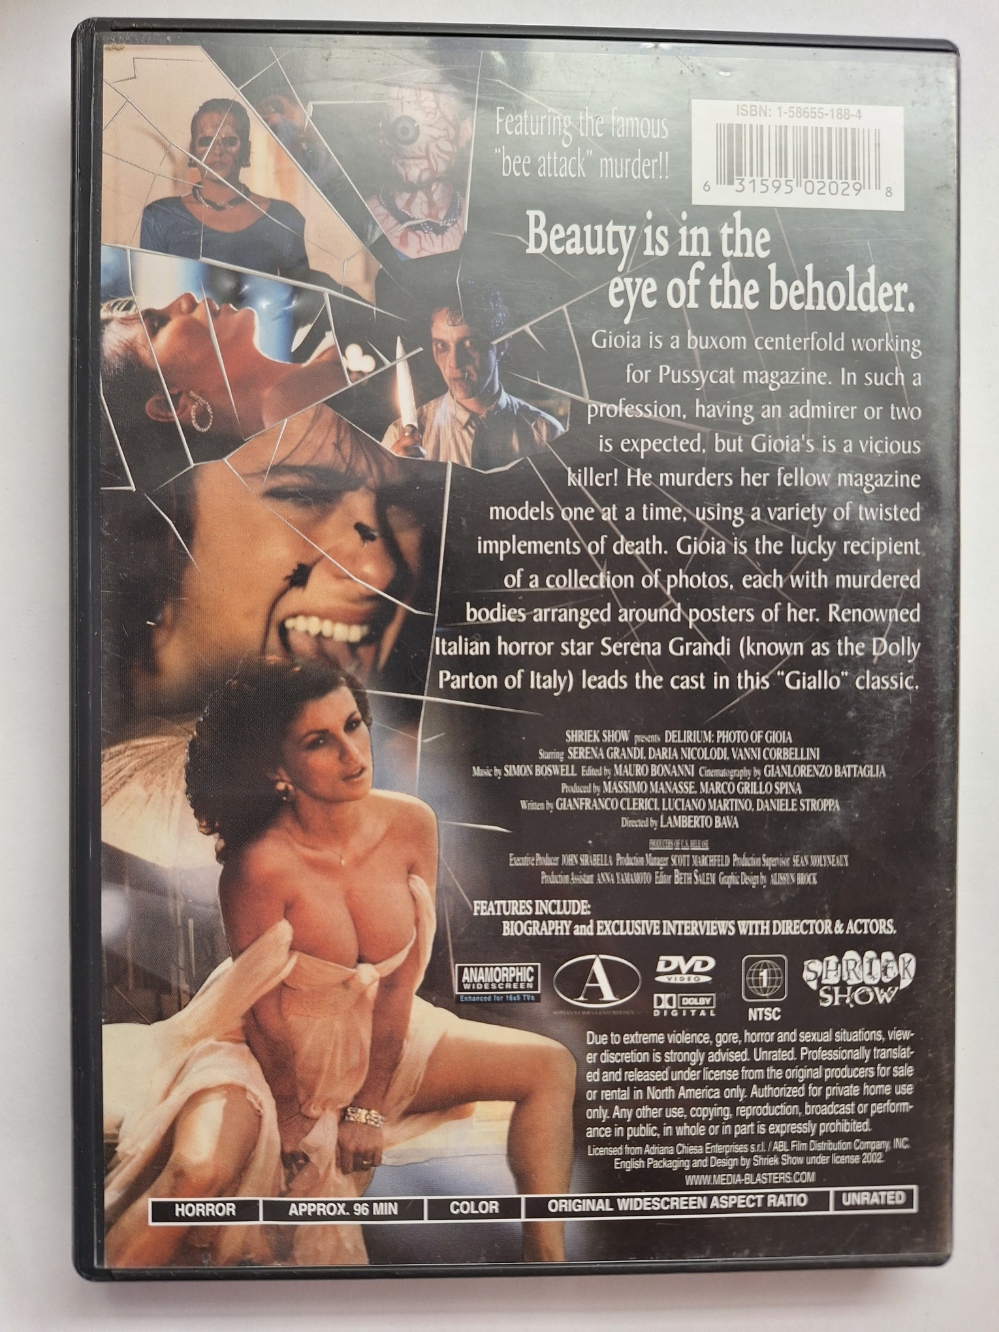 Featuring the famous
"bee attack" murder!!
ISBN: 1-58655-188-4
6 31595 02029 8
Beauty is in the
eye of the beholder.
Gioia is a buxom centerfold working
for Pussycat magazine. In such a
profession, having an admirer or two
is expected, but Gioia's is a vicious
killer! He murders her fellow magazine
models one at a time, using a variety of twisted
implements of death. Gioia is the lucky recipient
of a collection of photos, each with murdered
bodies arranged around posters of her. Renowned
Italian horror star Serena Grandi (known as the Dolly
Parton of Italy) leads the cast in this "Giallo" classic.
SHRIEK SHOW presents DELIRIUM: PHOTO OF GIOIA
Starring SERENA GRANDI, DARIA NICOLODI, VANNI CORBELLINI
Music by SIMON BOSWELL Edited by MAURO BONANNI Cinematography by GIANLORENZO BATTAGLIA
Produced by MASSIMO MANASSE, MARCO GRILLO SPINA
Written by GIANFRANCO CLERICI, LUCIANO MARTINO, DANIELE STROPPA
Directed by LAMBERTO BAVA
PRODUCERS OF U.S. RELEASE
Executive Producer JOHN SIRABELLA Production Manager SCOTT MARCHFELD Production Supervisor SEAN MOLYNEAUX
Production Assistant ANNA YAMAMOTO Editor BETH SALEM Graphic Design by ALISSYN BROCK
FEATURES INCLUDE:
BIOGRAPHY and EXCLUSIVE INTERVIEWS WITH DIRECTOR & ACTORS.
ANAMORPHIC
WIDESCREEN
Enhanced for 16x9 TVs
A
DVD
VIDEO
DOLBY
DIGITAL
1
NTSC
SHRIEK
SHOW
Due to extreme violence, gore, horror and sexual situations, view-
er discretion is strongly advised. Unrated. Professionally translat-
ed and released under license from the original producers for sale
or rental in North America only. Authorized for private home use
only. Any other use, copying, reproduction, broadcast or perform-
ance in public, in whole or in part is expressly prohibited.
Licensed from Adriana Chiesa Enterprises s.r.l. / ABL Film Distribution Company, INC.
English Packaging and Design by Shriek Show under license 2002.
WWW.MEDIA-BLASTERS.COM
HORROR
APPROX. 96 MIN
COLOR
ORIGINAL WIDESCREEN ASPECT RATIO
UNRATED